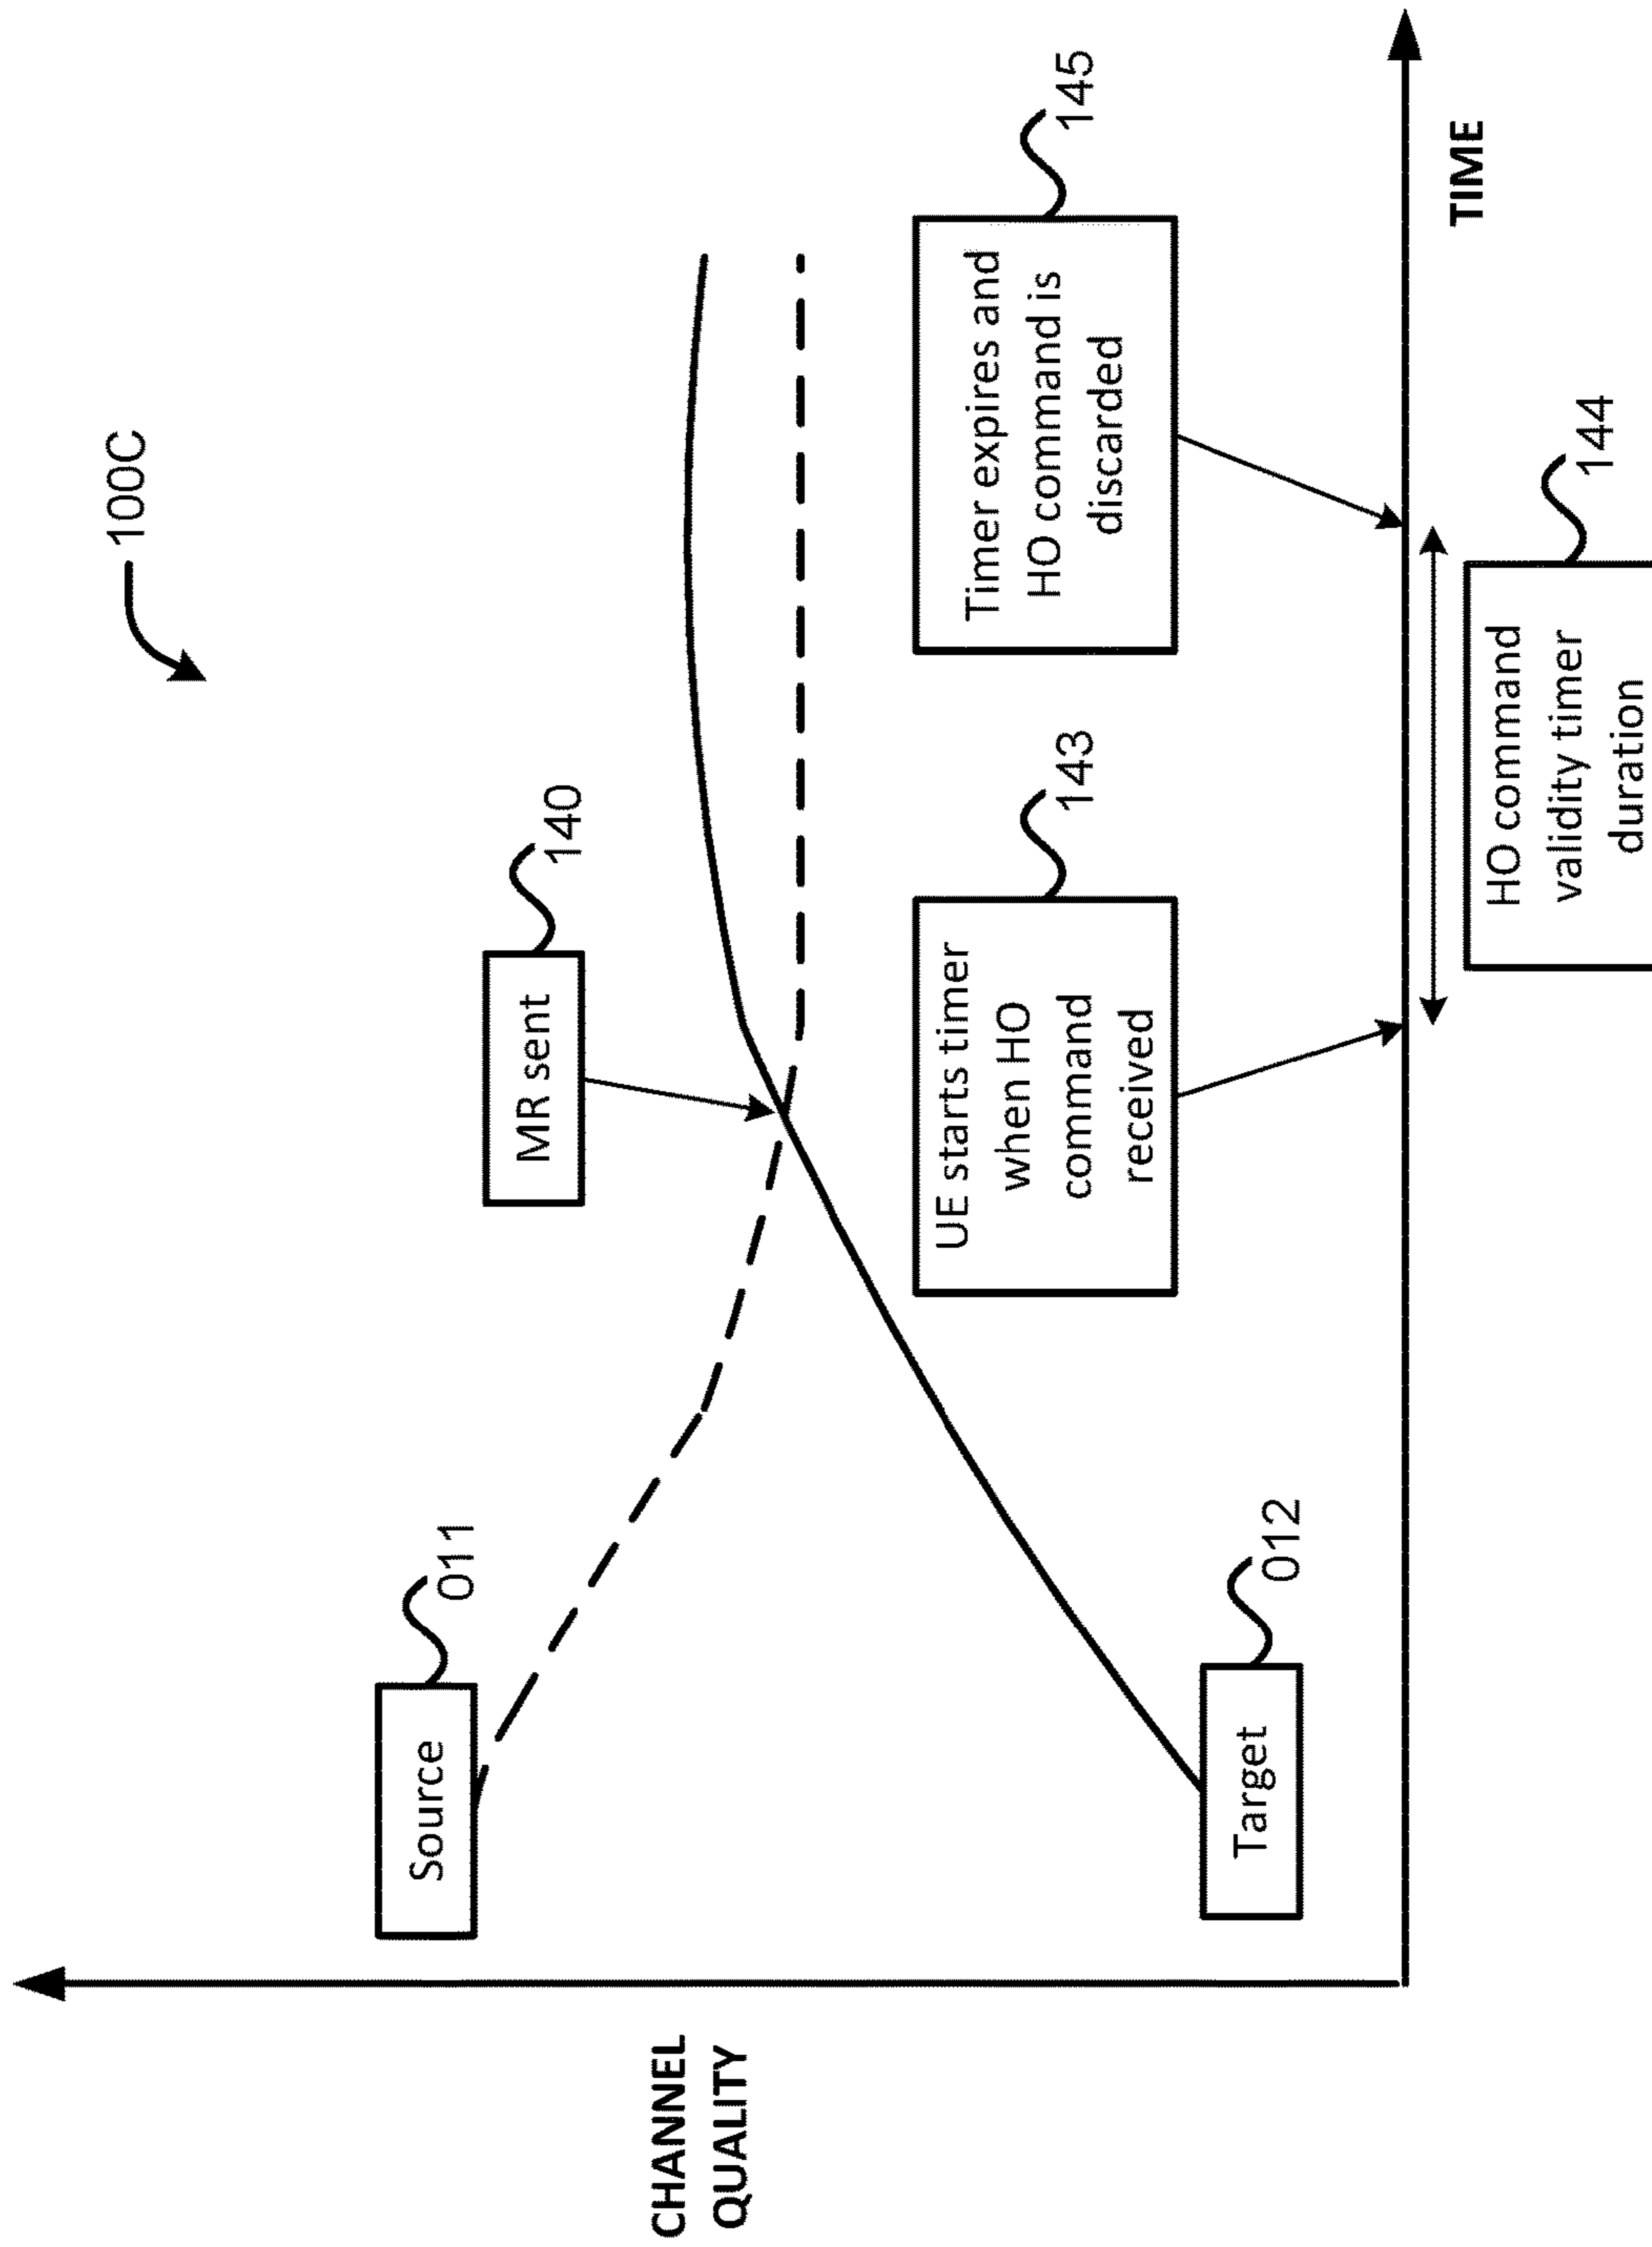 100C
Source
011
MR sent
140
CHANNEL
QUALITY
UE starts timer
when HO
command
received
143
Timer expires and
HO command is
discarded
145
Target
012
TIME
HO command
validity timer
duration
144